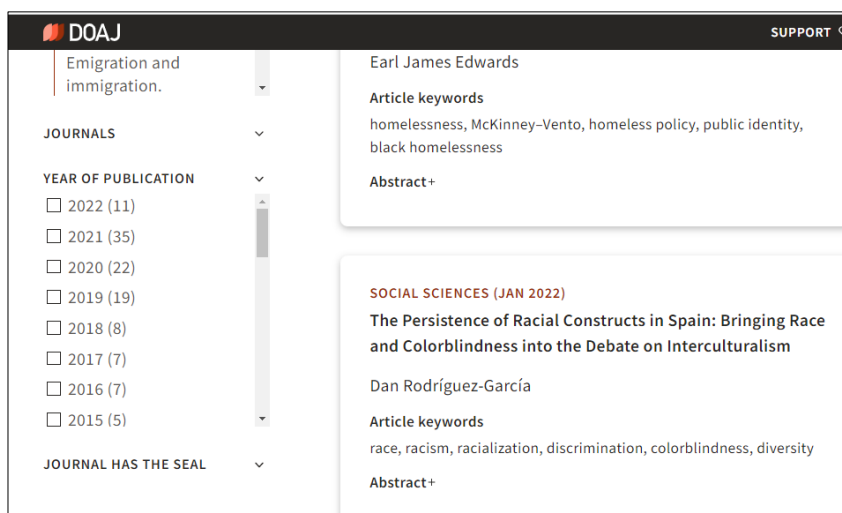 DOAJ
SUPPORT
Emigration and
immigration.
JOURNALS
YEAR OF PUBLICATION
2022 (11)
2021 (35)
2020 (22)
2019 (19)
2018 (8)
2017 (7)
2016 (7)
2015 (5)
JOURNAL HAS THE SEAL
Earl James Edwards
Article keywords
homelessness, McKinney–Vento, homeless policy, public identity,
black homelessness
Abstract+
SOCIAL SCIENCES (JAN 2022)
The Persistence of Racial Constructs in Spain: Bringing Race
and Colorblindness into the Debate on Interculturalism
Dan Rodríguez-García
Article keywords
race, racism, racialization, discrimination, colorblindness, diversity
Abstract+